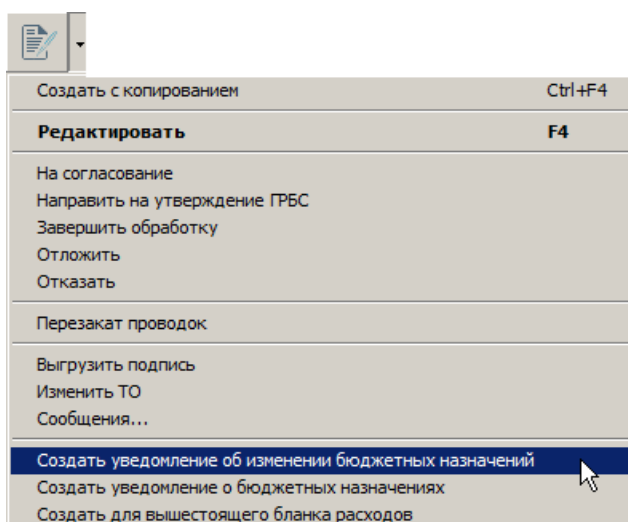 Создать с копированием Ctrl+F4
Редактировать F4
На согласование
Направить на утверждение ГРБС
Завершить обработку
Отложить
Отказать
Перезакат проводок
Выгрузить подпись
Изменить ТО
Сообщения...
Создать уведомление об изменении бюджетных назначений
Создать уведомление о бюджетных назначениях
Создать для вышестоящего бланка расходов